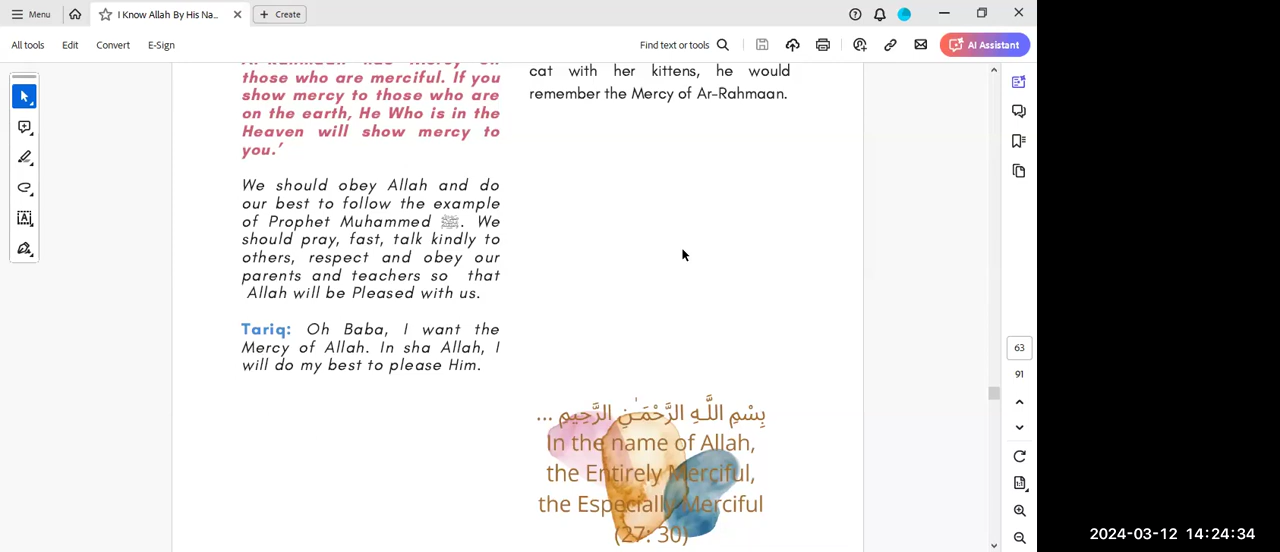 Menu
I Know Allah By His Na...
Create
All tools
Edit
Convert
E-Sign
Find text or tools
AI Assistant
those who are merciful. If you
show mercy to those who are
on the earth, He Who is in the
Heaven will show mercy to
you.’
We should obey Allah and do
our best to follow the example
of Prophet Muhammed ﷺ. We
should pray, fast, talk kindly to
others, respect and obey our
parents and teachers so that
Allah will be Pleased with us.
Tariq: Oh Baba, I want the
Mercy of Allah. In sha Allah, I
will do my best to please Him.
cat with her kittens, he would
remember the Mercy of Ar-Rahmaan.
بِسْمِ اللَّـهِ الرَّحْمَـٰنِ الرَّحِيمِ ...
In the name of Allah,
the Entirely Merciful,
the Especially Merciful
(27: 30)
63
91
2024-03-12 14:24:34